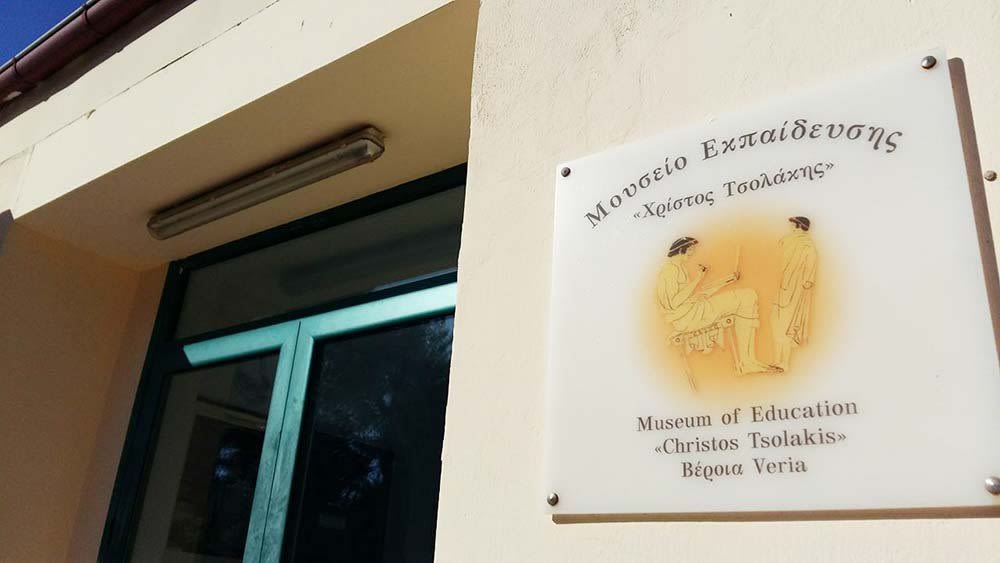 Μουσείο Εκπαίδευσης
«Χρίστος Τσολάκης»
Museum of Education
«Christos Tsolakis»
Βέροια Veria